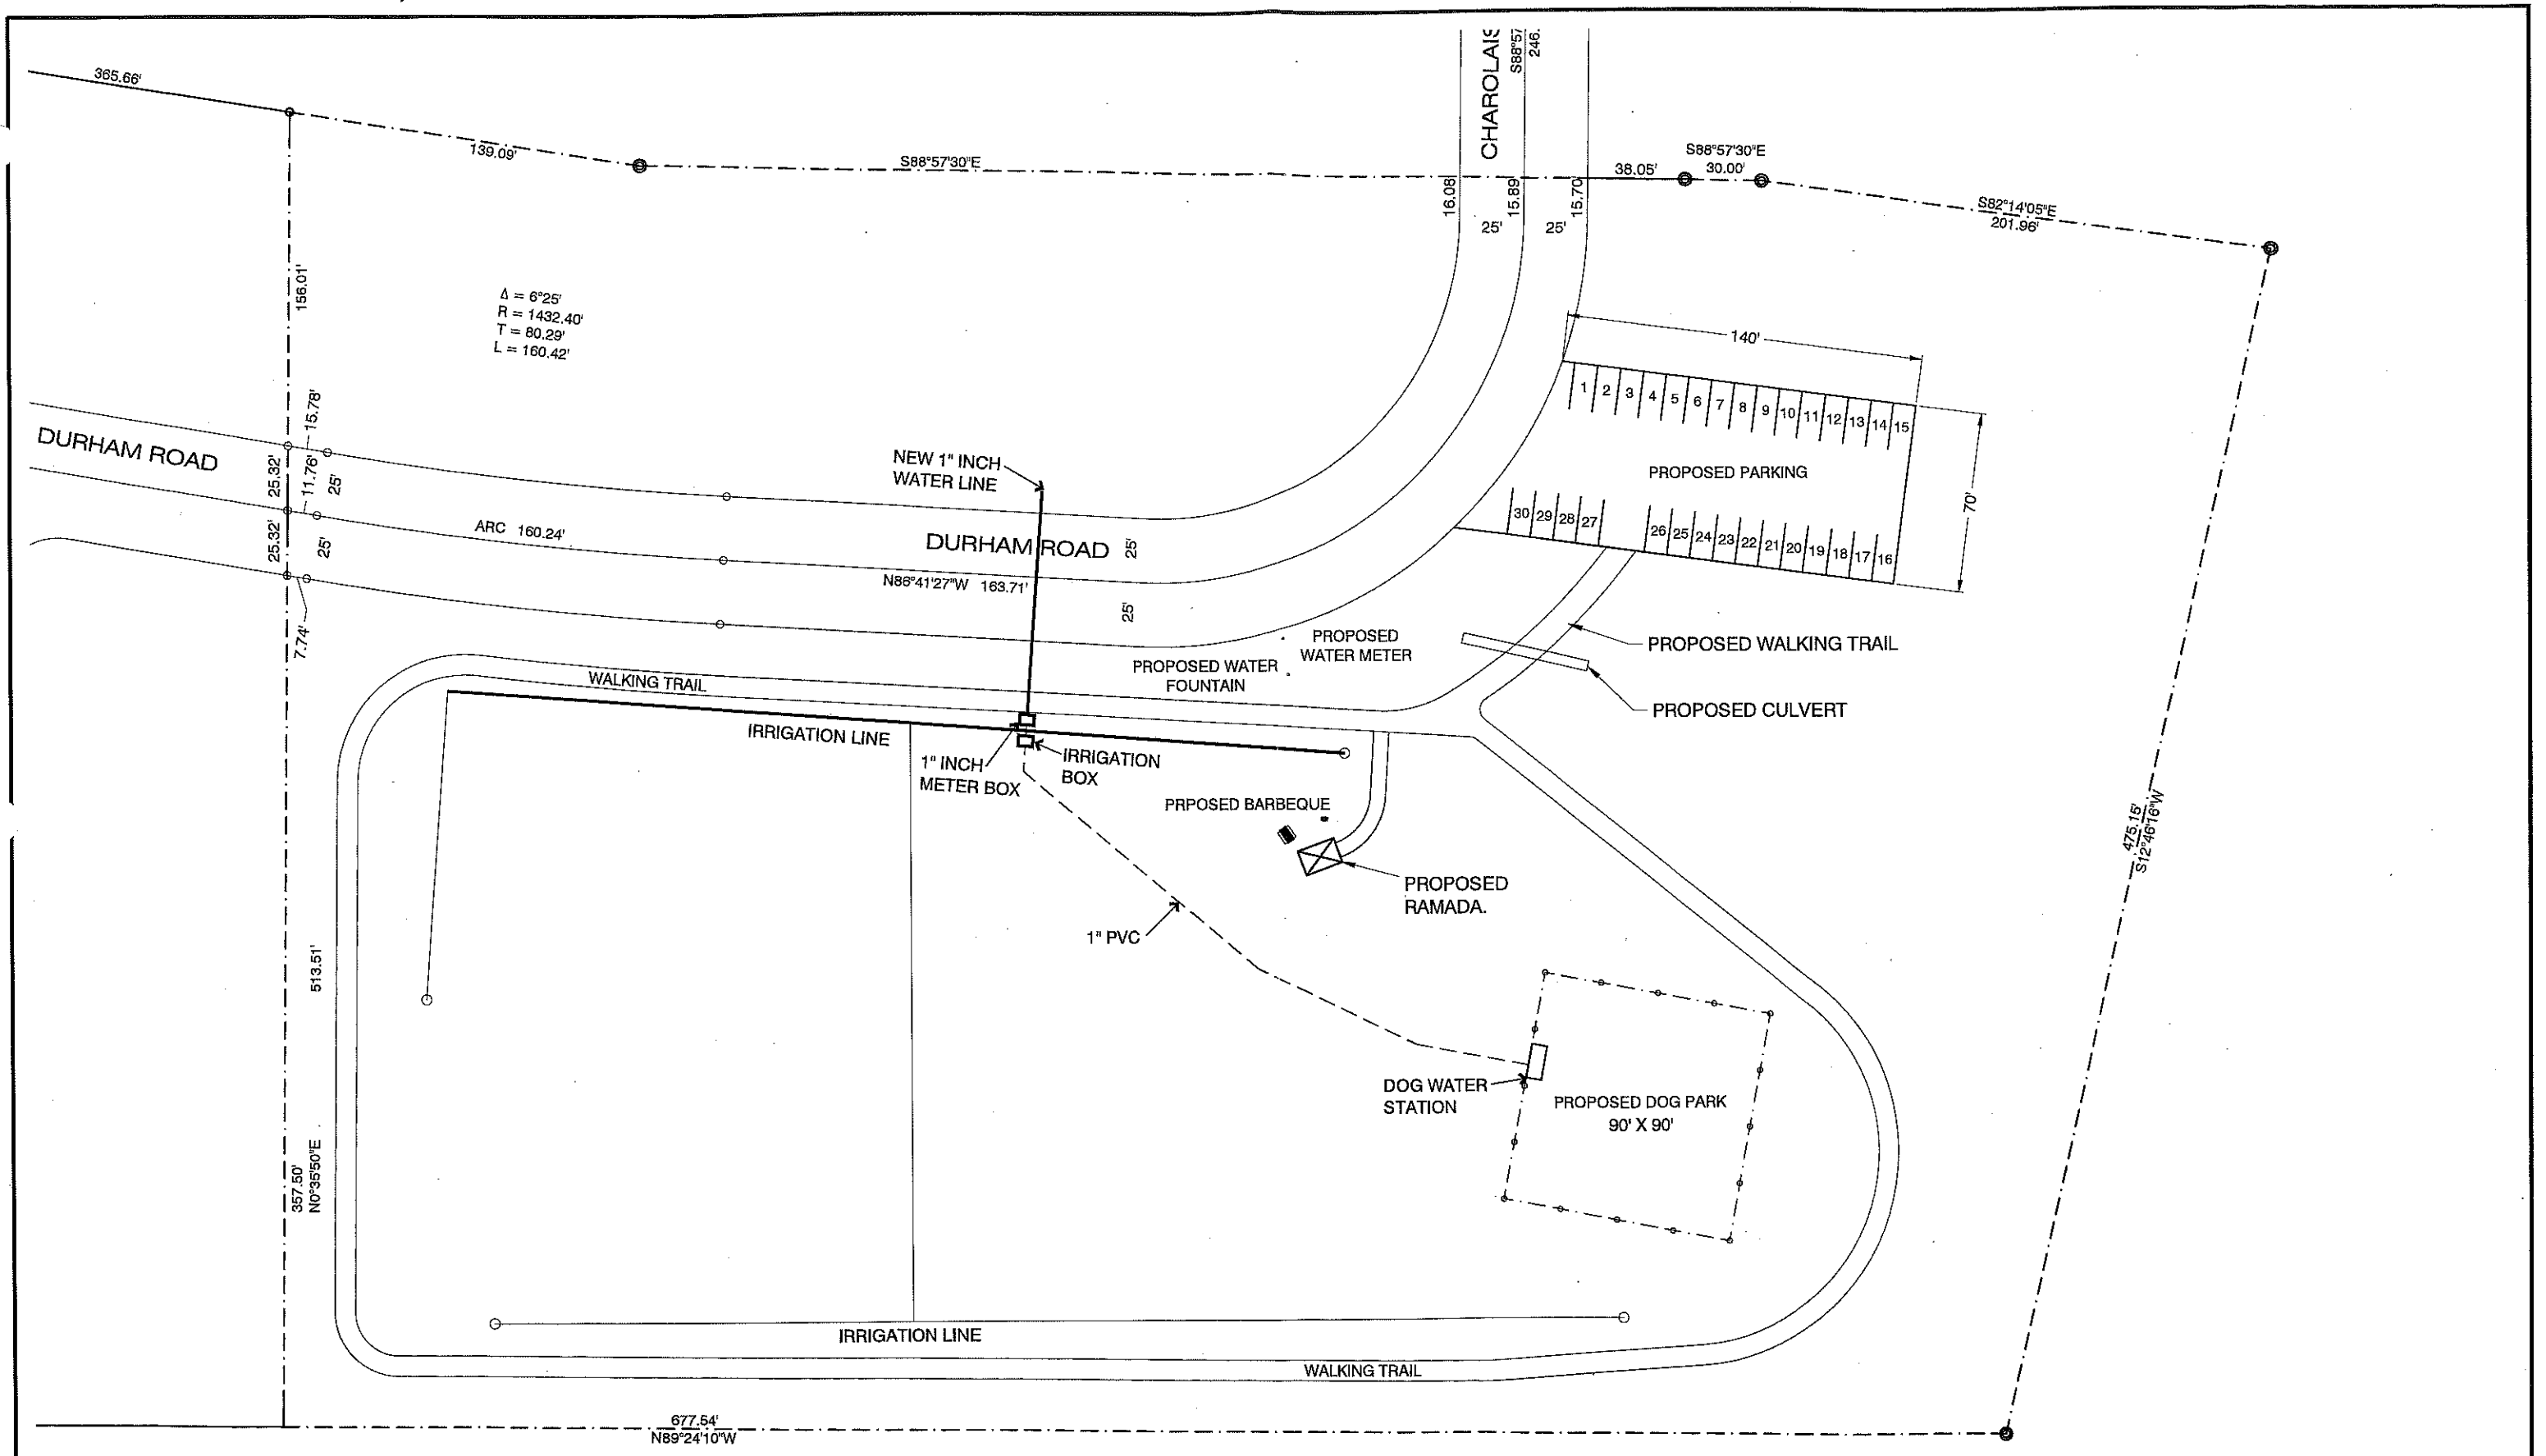 365.66'
139.09'
S88°57'30"E
CHAROLAIS
S88°57'
246.
16.08
15.89
15.70
25'
25'
38.05'
S88°57'30"E
30.00'
S82°14'05"E
201.96'
156.01'
Δ = 6°25'
R = 1432.40'
T = 80.29'
L = 160.42'
140'
1
2
3
4
5
6
7
8
9
10
11
12
13
14
15
PROPOSED PARKING
70'
30
29
28
27
26
25
24
23
22
21
20
19
18
17
16
DURHAM ROAD
15.78'
25.32'
11.76'
25'
25.32'
25'
7.74'
ARC 160.24'
NEW 1" INCH
WATER LINE
DURHAM ROAD
25'
N86°41'27"W 163.71'
25'
PROPOSED
WATER METER
PROPOSED WATER
FOUNTAIN
PROPOSED WALKING TRAIL
PROPOSED CULVERT
WALKING TRAIL
IRRIGATION LINE
1" INCH
METER BOX
IRRIGATION
BOX
PRPOSED BARBEQUE
PROPOSED
RAMADA.
1" PVC
475.15'
S12°46'16"W
513.51'
357.50'
N0°35'50"E
DOG WATER
STATION
PROPOSED DOG PARK
90' X 90'
IRRIGATION LINE
WALKING TRAIL
677.54'
N89°24'10"W